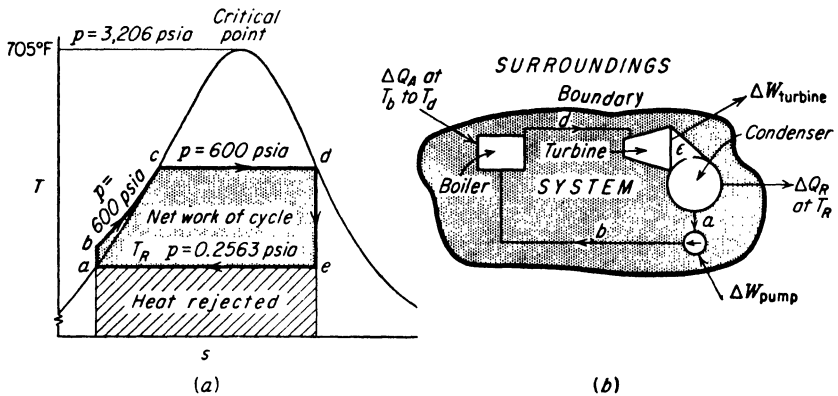 Critical
point
p = 3,206 psia
705°F
T
c
p = 600 psia
d
p =
600 psia
Net work of cycle
b
T_R p = 0.2563 psia
a
e
Heat rejected
s
(a)
SURROUNDINGS
ΔQ_A at
T_b to T_d
Boundary
ΔW_turbine
d
Condenser
Turbine
e
Boiler
SYSTEM
ΔQ_R
at T_R
a
b
ΔW_pump
(b)